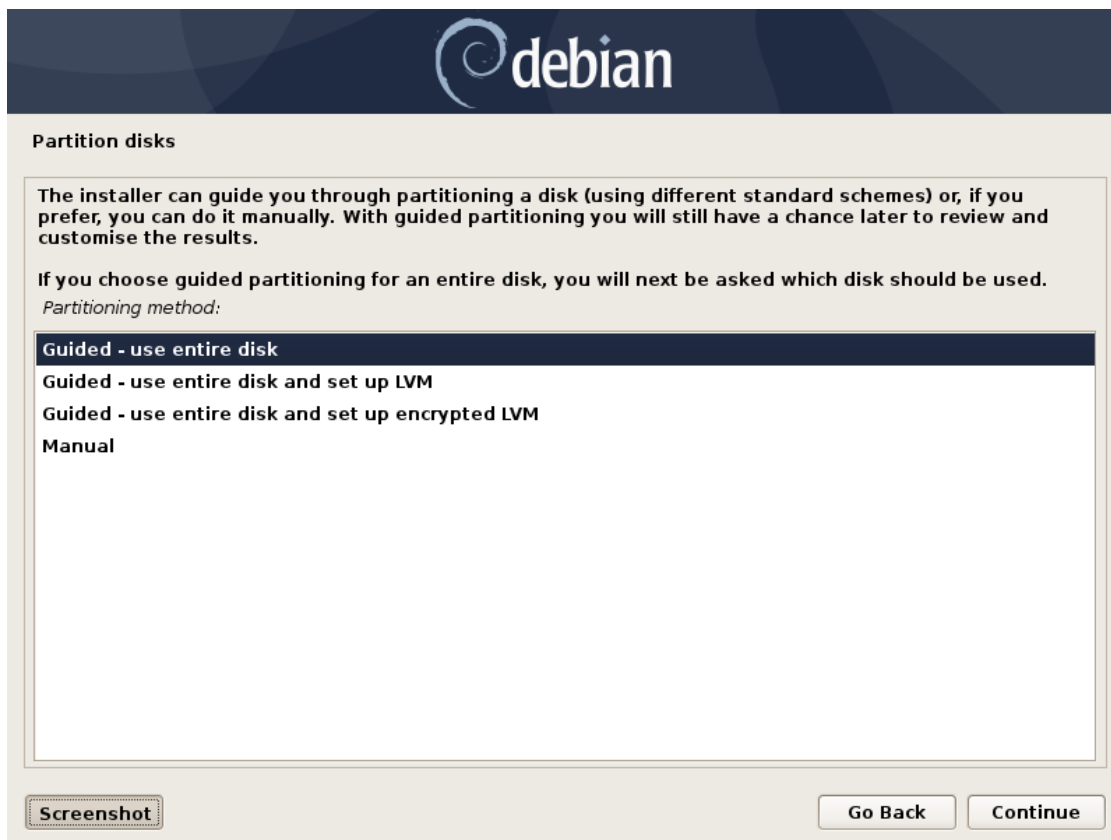 debian
Partition disks
The installer can guide you through partitioning a disk (using different standard schemes) or, if you
prefer, you can do it manually. With guided partitioning you will still have a chance later to review and
customise the results.
If you choose guided partitioning for an entire disk, you will next be asked which disk should be used.
Partitioning method:
Guided - use entire disk
Guided - use entire disk and set up LVM
Guided - use entire disk and set up encrypted LVM
Manual
Screenshot
Go Back
Continue